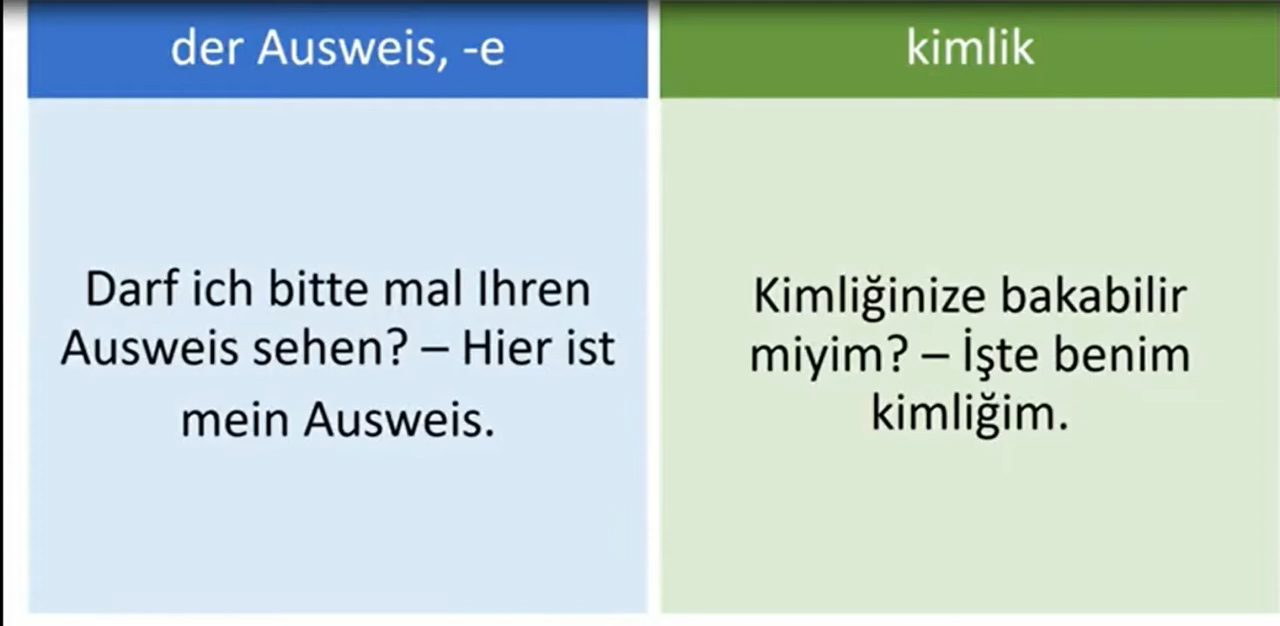 der Ausweis, -e
Darf ich bitte mal Ihren
Ausweis sehen? – Hier ist
mein Ausweis.
kimlik
Kimliğinize bakabilir
miyim? – İşte benim
kimliğim.